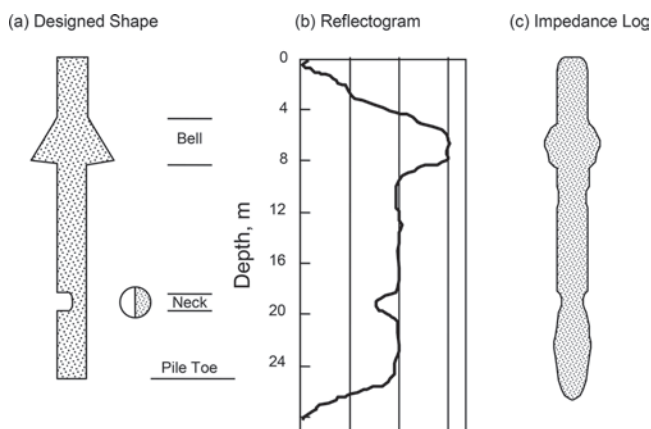 (a) Designed Shape
(b) Reflectogram
(c) Impedance Log
Bell
Neck
Pile Toe
Depth, m
0
4
8
12
16
20
24